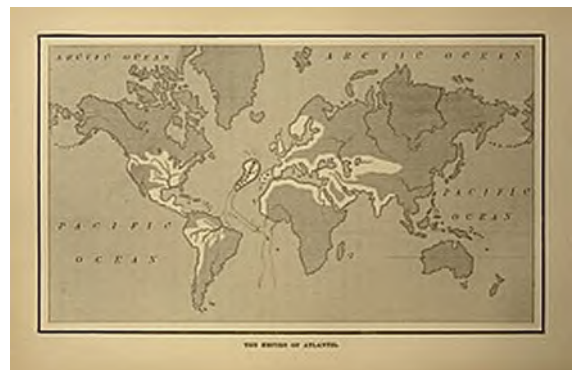 ARCTIC OCEAN
ARCTIC OCEAN
PACIFIC
OCEAN
PACIFIC
OCEAN
THE EMPIRE OF ATLANTIS.